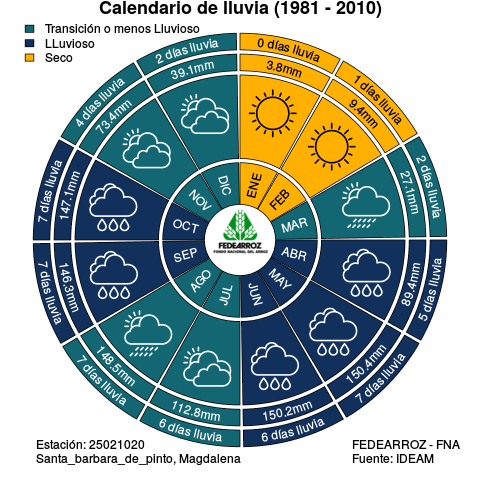 Calendario de lluvia (1981 - 2010)
Transición o menos Lluvioso
LLuvioso
Seco
0 días lluvia
3.8mm
ENE
1 días lluvia
9.4mm
FEB
2 días lluvia
27.1mm
MAR
5 días lluvia
89.4mm
ABR
7 días lluvia
150.4mm
MAY
6 días lluvia
150.2mm
JUN
6 días lluvia
112.8mm
JUL
7 días lluvia
148.5mm
AGO
7 días lluvia
146.3mm
SEP
7 días lluvia
147.1mm
OCT
4 días lluvia
73.4mm
NOV
2 días lluvia
39.1mm
DIC
FEDEARROZ
FONDO NACIONAL DEL ARROZ
Estación: 25021020
Santa_barbara_de_pinto, Magdalena
FEDEARROZ - FNA
Fuente: IDEAM